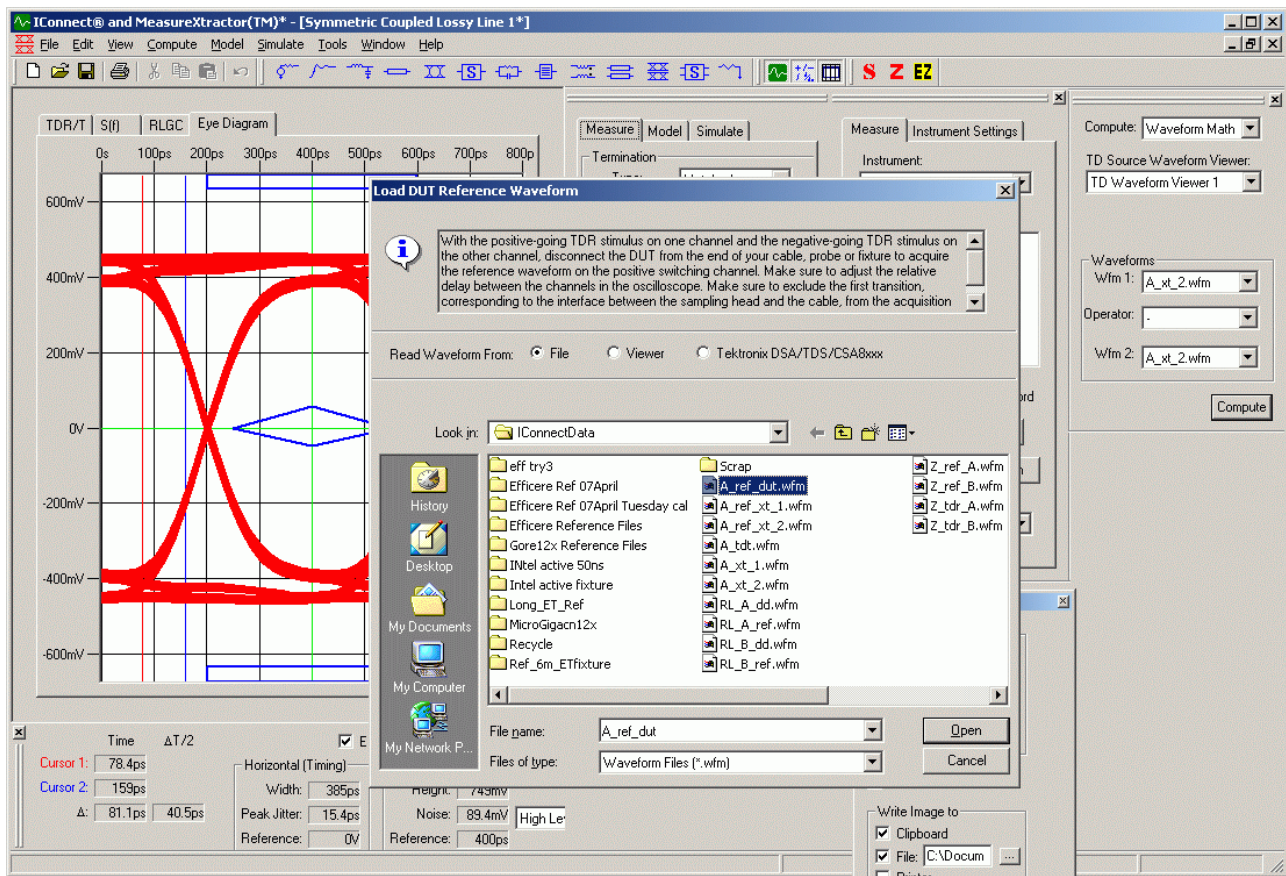 IConnect® and MeasureXtractor(TM)* - [Symmetric Coupled Lossy Line 1*]
File Edit View Compute Model Simulate Tools Window Help
S S S Z EZ
TDR/T S(f) RLGC Eye Diagram
0s 100ps 200ps 300ps 400ps 500ps 600ps 700ps 800p
600mV
400mV
200mV
0V
-200mV
-400mV
-600mV
Measure Model Simulate
Termination
Measure Instrument Settings
Instrument:
Compute: Waveform Math
TD Source Waveform Viewer:
TD Waveform Viewer 1
Waveforms
Wfm 1: A_xt_2.wfm
Operator: -
Wfm 2: A_xt_2.wfm
Compute
Load DUT Reference Waveform
With the positive-going TDR stimulus on one channel and the negative-going TDR stimulus on
the other channel, disconnect the DUT from the end of your cable, probe or fixture to acquire
the reference waveform on the positive switching channel. Make sure to adjust the relative
delay between the channels in the oscilloscope. Make sure to exclude the first transition,
corresponding to the interface between the sampling head and the cable, from the acquisition
Read Waveform From: File Viewer Tektronix DSA/TDS/CSA8xxx
Look in: IConnectData
History
Desktop
My Documents
My Computer
My Network P...
eff try3
Efficere Ref 07April
Efficere Ref 07April Tuesday cal
Efficere Reference Files
Gore12x Reference Files
INtel active 50ns
Intel active fixture
Long_ET_Ref
MicroGigacn12x
Recycle
Ref_6m_ETfixture
Scrap
A_ref_dut.wfm
A_ref_xt_1.wfm
A_ref_xt_2.wfm
A_tdt.wfm
A_xt_1.wfm
A_xt_2.wfm
RL_A_dd.wfm
RL_A_ref.wfm
RL_B_dd.wfm
RL_B_ref.wfm
Z_ref_A.wfm
Z_ref_B.wfm
Z_tdr_A.wfm
Z_tdr_B.wfm
File name: A_ref_dut
Open
Files of type: Waveform Files (*.wfm)
Cancel
Time ΔT/2
Cursor 1: 78.4ps
Cursor 2: 159ps
Δ: 81.1ps 40.5ps
E
Horizontal (Timing)
Width: 385ps
Peak Jitter: 15.4ps
Reference: 0V
Height: 749mV
Noise: 89.4mV
Reference: 400ps
High Le
Write Image to
Clipboard
File: C:\Docum ...
Printer